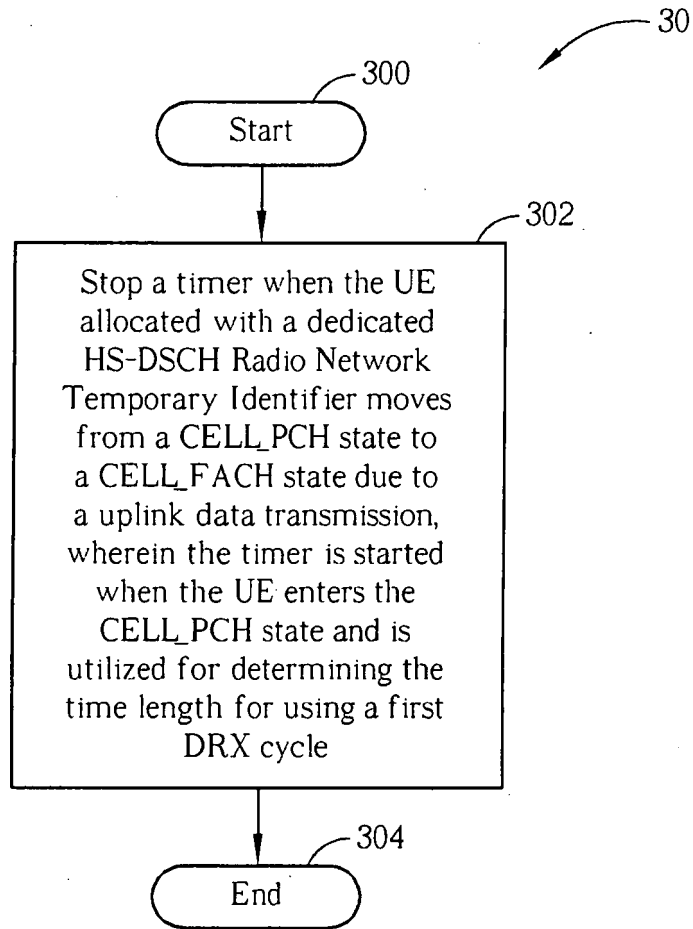 30
300
Start
302
Stop a timer when the UE
allocated with a dedicated
HS-DSCH Radio Network
Temporary Identifier moves
from a CELL_PCH state to
a CELL_FACH state due to
a uplink data transmission,
wherein the timer is started
when the UE enters the
CELL_PCH state and is
utilized for determining the
time length for using a first
DRX cycle
304
End